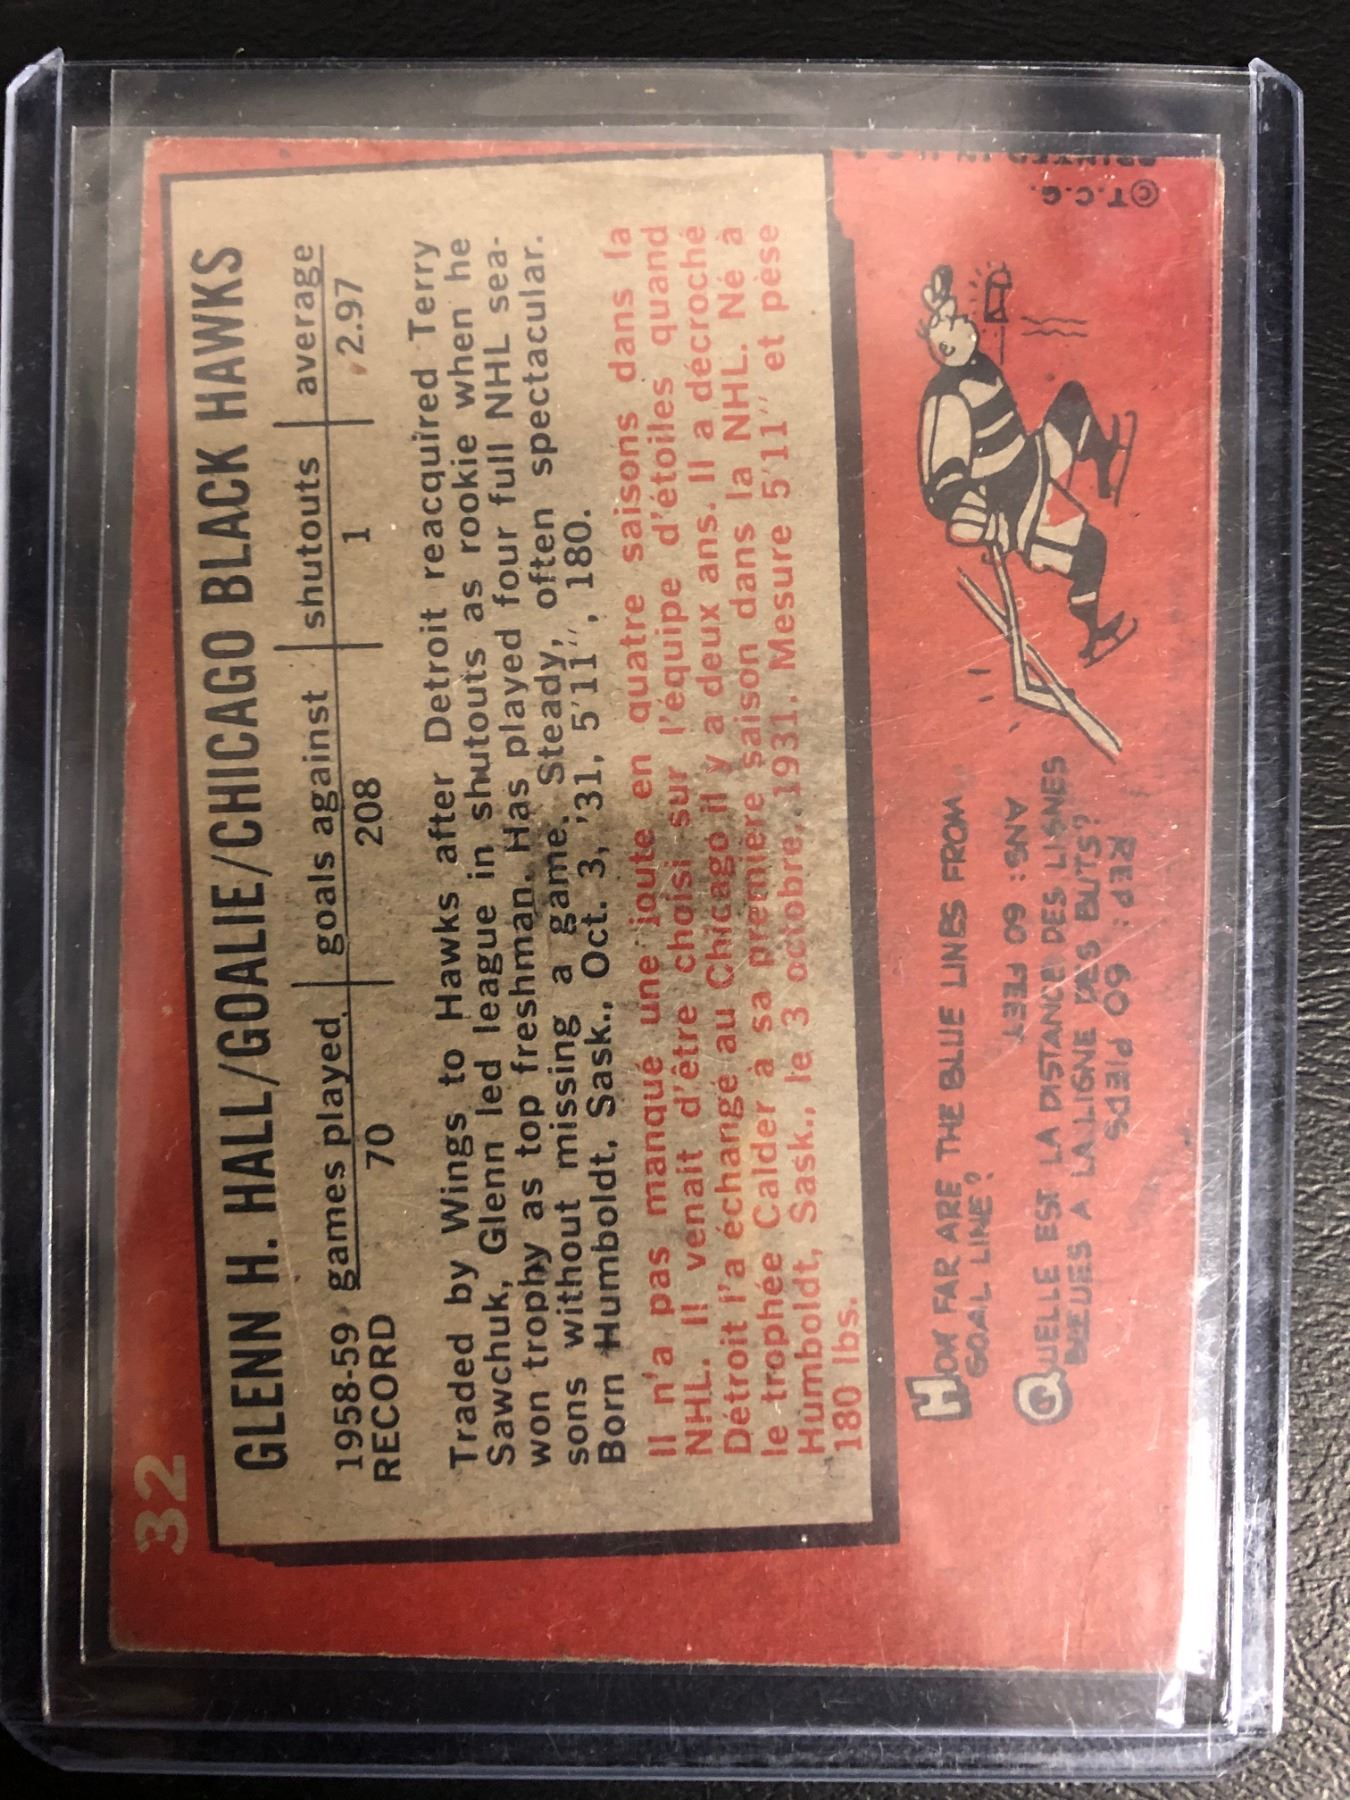 32
GLENN H. HALL/GOALIE/CHICAGO BLACK HAWKS
1958-59 games played goals against shutouts average
RECORD 70 208 1 2.97
Traded by Wings to Hawks after Detroit reacquired Terry
Sawchuk, Glenn led league in shutouts as rookie when he
won trophy as top freshman. Has played four full NHL sea-
sons without missing a game. Steady, often spectacular.
Born Humboldt, Sask., Oct. 3, '31, 5'11", 180.
Il n'a pas manqué une joute en quatre saisons dans la
NHL. Il venait d'être choisi sur l'équipe d'étoiles quand
Détroit l'a échangé au Chicago il y a deux ans. Il a décroché
le trophée Calder à sa première saison dans la NHL. Né à
Humboldt, Sask., le 3 octobre, 1931. Mesure 5'11" et pèse
180 lbs.
HOW FAR ARE THE BLUE LINES FROM
GOAL LINE?
ANS: 60 FEET
QUELLE EST LA DISTANCE DES LIGNES
BLEUES A LA LIGNE DES BUTS?
REP: 60 PIEDS
©T.C.G.
PRINTED IN U.S.A.